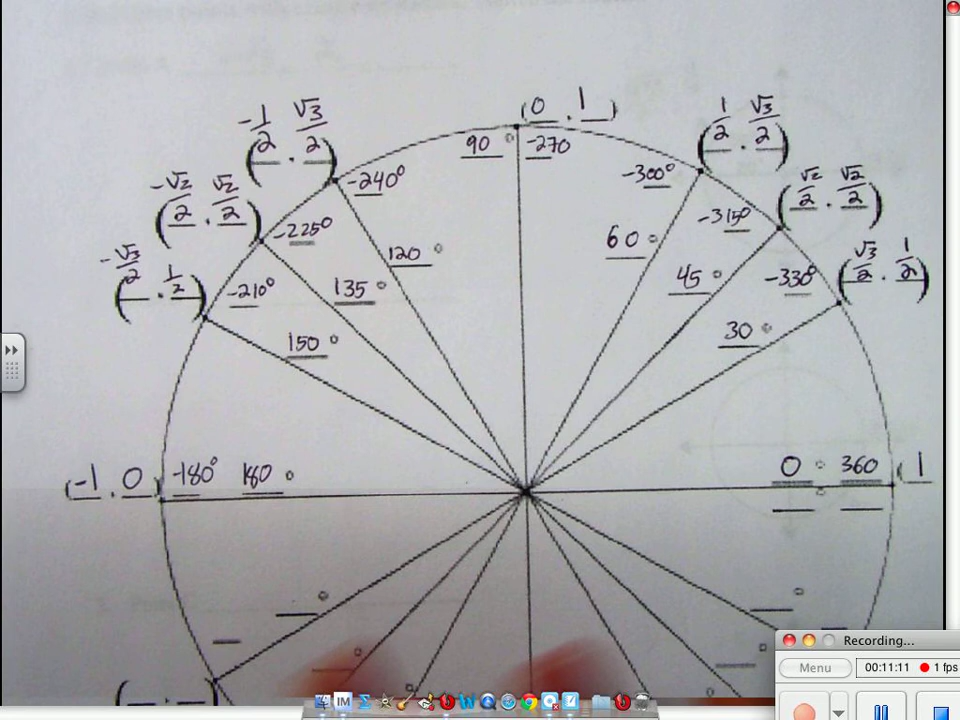 (0 , 1)
-1/2 , √3/2
(1/2 , √3/2)
90° -270
-240° -300°
(-√2/2 , √2/2)
(√2/2 , √2/2)
-225° -315°
60°
120°
(-√3/2 , 1/2)
(√3/2 , 1/2)
-210° 135° 45° -330°
150° 30°
(-1 , 0) -180° 180° 0° 360 (1
Recording...
Menu 00:11:11 1 fps